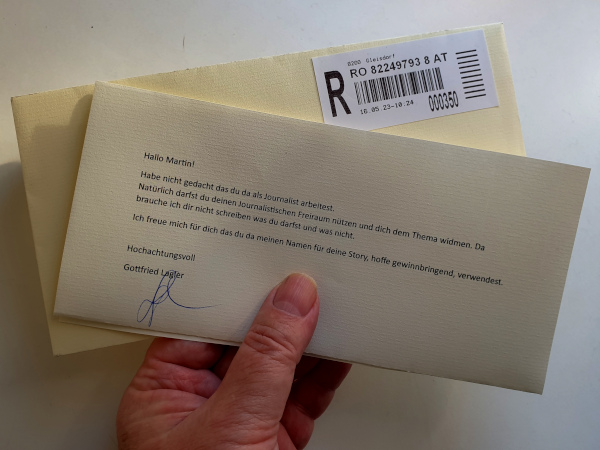 8200 Gleisdorf
R
RO 82249793 8 AT
16.05.23-10:24
000350
Hallo Martin!
Habe nicht gedacht das du da als Journalist arbeitest.
Natürlich darfst du deinen Journalistischen Freiraum nützen und dich dem Thema widmen. Da
brauche ich dir nicht schreiben was du darfst und was nicht.
Ich freue mich für dich das du da meinen Namen für deine Story, hoffe gewinnbringend, verwendest.
Hochachtungsvoll
Gottfried Lagler